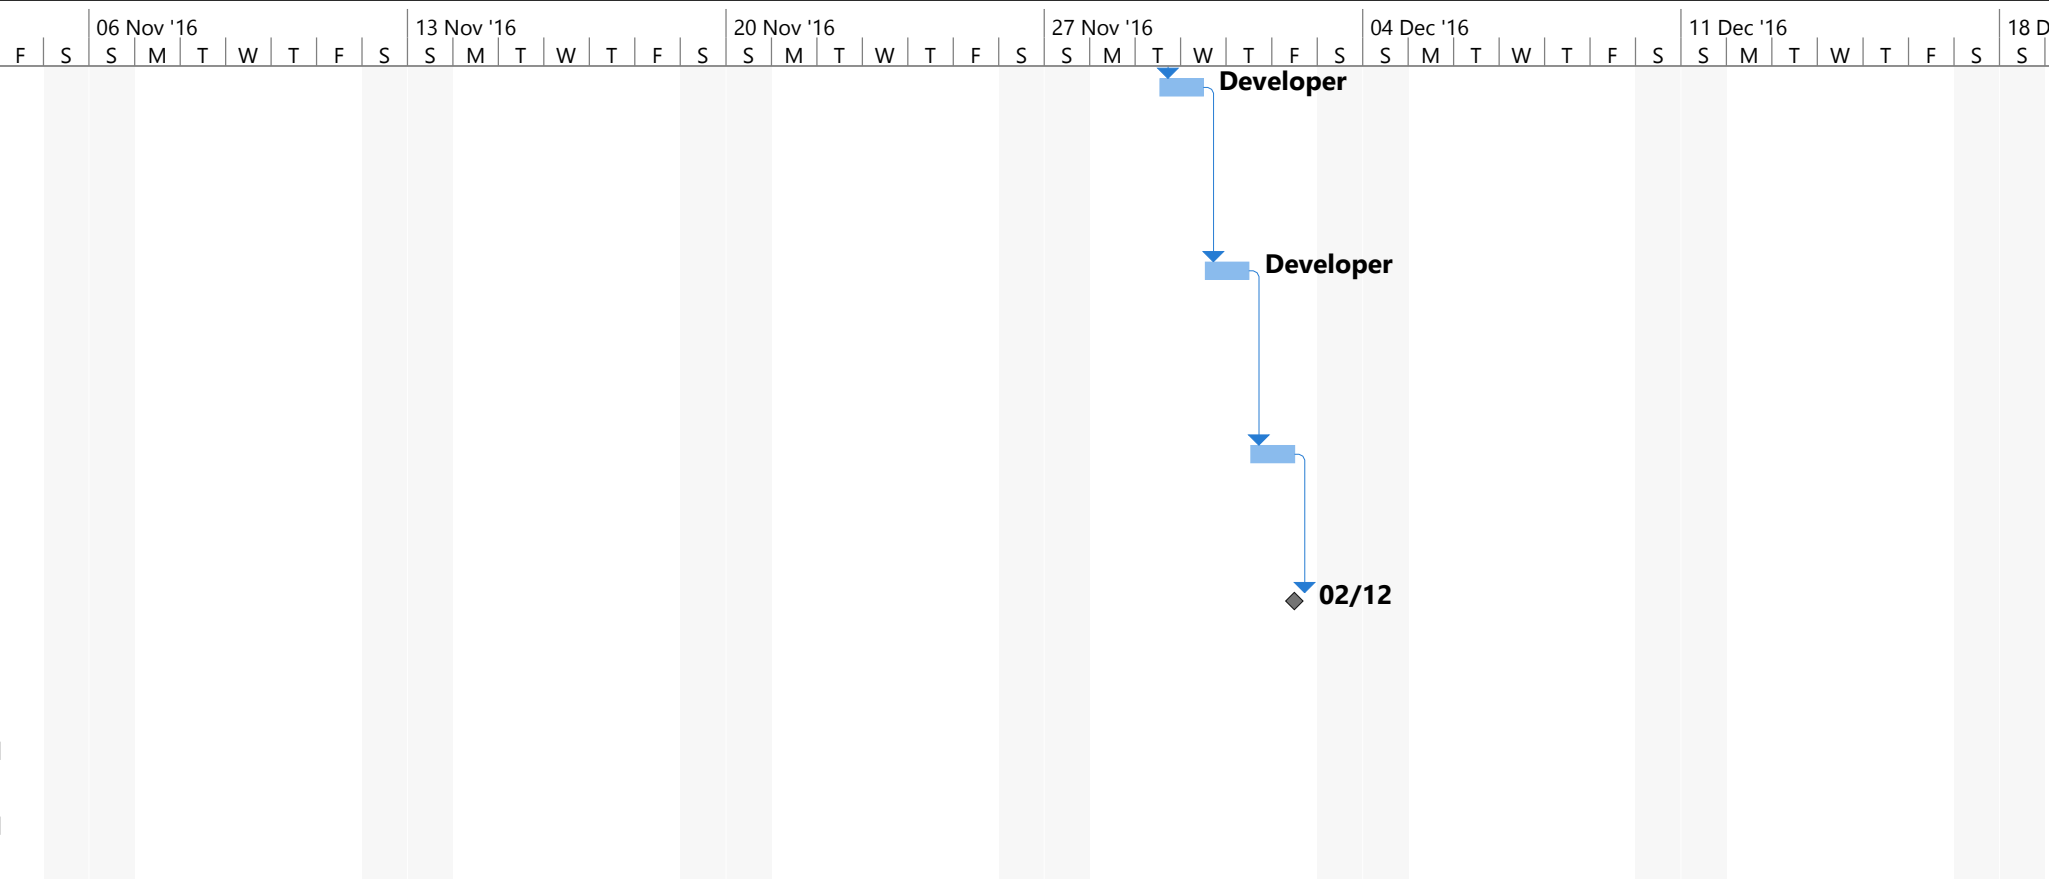 06 Nov '16 13 Nov '16 20 Nov '16 27 Nov '16 04 Dec '16 11 Dec '16 18 D
F S S M T W T F S S M T W T F S S M T W T F S S M T W T F S S M T W T F S S M T W T F S S
Developer
Developer
02/12